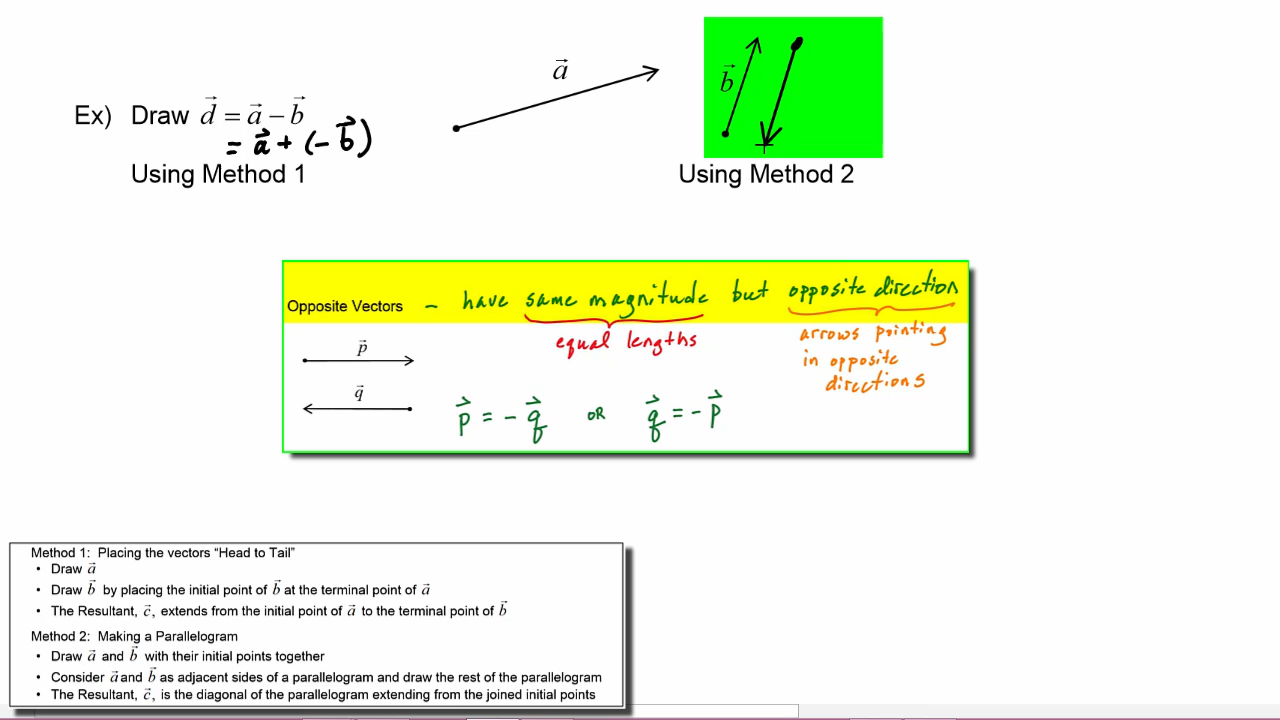 a⃗
b⃗
Ex) Draw d⃗ = a⃗ − b⃗
= a⃗ + (− b⃗)
Using Method 1
Using Method 2
Opposite Vectors – have same magnitude but opposite direction
equal lengths
arrows pointing
in opposite
directions
p⃗
q⃗
p⃗ = − q⃗ OR q⃗ = − p⃗
Method 1: Placing the vectors “Head to Tail”
• Draw a⃗
• Draw b⃗ by placing the initial point of b⃗ at the terminal point of a⃗
• The Resultant, c⃗, extends from the initial point of a⃗ to the terminal point of b⃗
Method 2: Making a Parallelogram
• Draw a⃗ and b⃗ with their initial points together
• Consider a⃗ and b⃗ as adjacent sides of a parallelogram and draw the rest of the parallelogram
• The Resultant, c⃗, is the diagonal of the parallelogram extending from the joined initial points